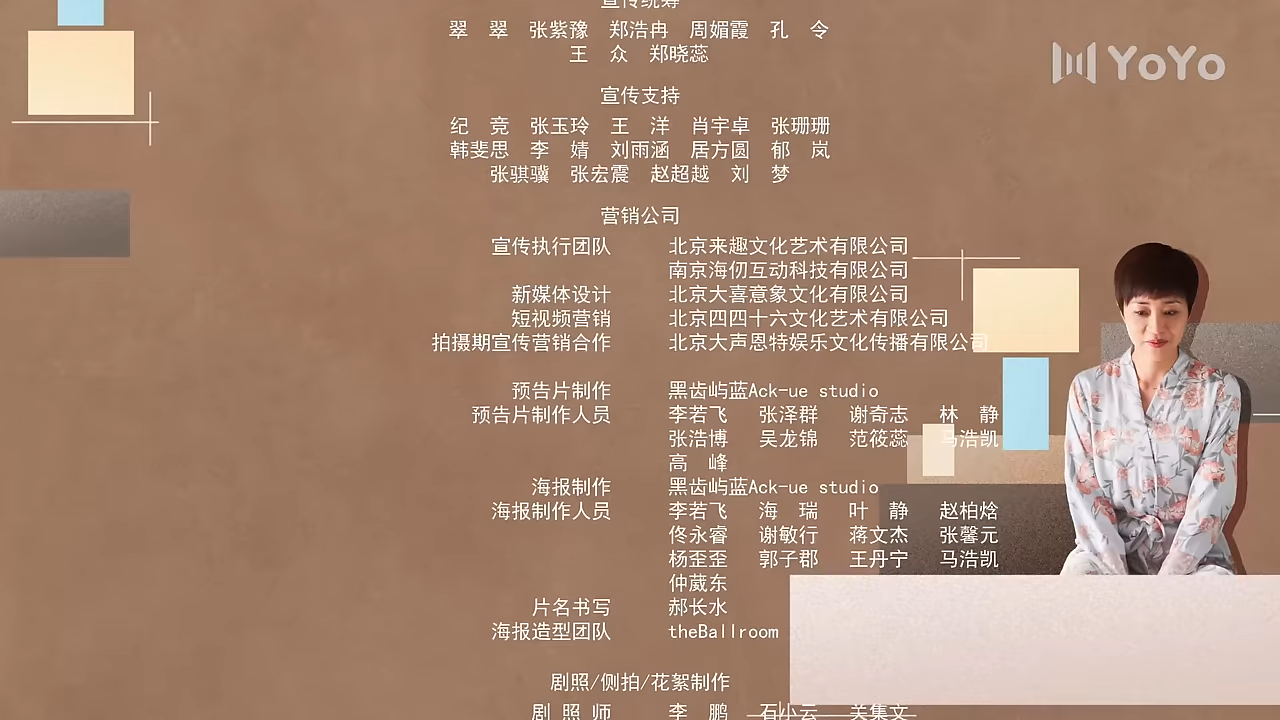 宣传统筹
翠　翠　张紫豫　郑浩冉　周媚霞　孔　令
王　众　郑晓蕊
YOYO
宣传支持
纪　竞　张玉玲　王　洋　肖宇卓　张珊珊
韩斐思　李　婧　刘雨涵　居方圆　郁　岚
张骐骥　张宏震　赵超越　刘　梦
营销公司
宣传执行团队　北京来趣文化艺术有限公司
南京海仞互动科技有限公司
新媒体设计　北京大喜意象文化有限公司
短视频营销　北京四四十六文化艺术有限公司
拍摄期宣传营销合作　北京大声恩特娱乐文化传播有限公司
预告片制作　黑齿屿蓝Ack-ue studio
预告片制作人员　李若飞　张泽群　谢奇志　林　静
张浩博　吴龙锦　范筱蕊　马浩凯
高　峰
海报制作　黑齿屿蓝Ack-ue studio
海报制作人员　李若飞　海　瑞　叶　静　赵柏焓
佟永睿　谢敏行　蒋文杰　张馨元
杨歪歪　郭子郡　王丹宁　马浩凯
仲葳东
片名书写　郝长水
海报造型团队　theBallroom
剧照/侧拍/花絮制作
剧 照 师　李　鹏　石小云　关集文